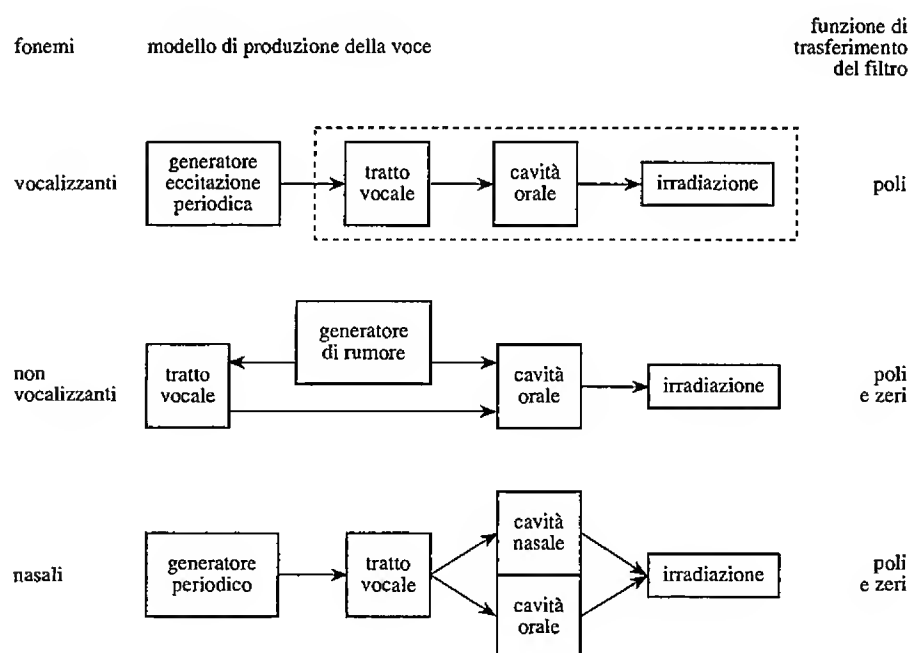 fonemi
modello di produzione della voce
funzione di
trasferimento
del filtro
vocalizzanti
generatore
eccitazione
periodica
tratto
vocale
cavità
orale
irradiazione
poli
non
vocalizzanti
tratto
vocale
generatore
di rumore
cavità
orale
irradiazione
poli
e zeri
nasali
generatore
periodico
tratto
vocale
cavità
nasale
cavità
orale
irradiazione
poli
e zeri